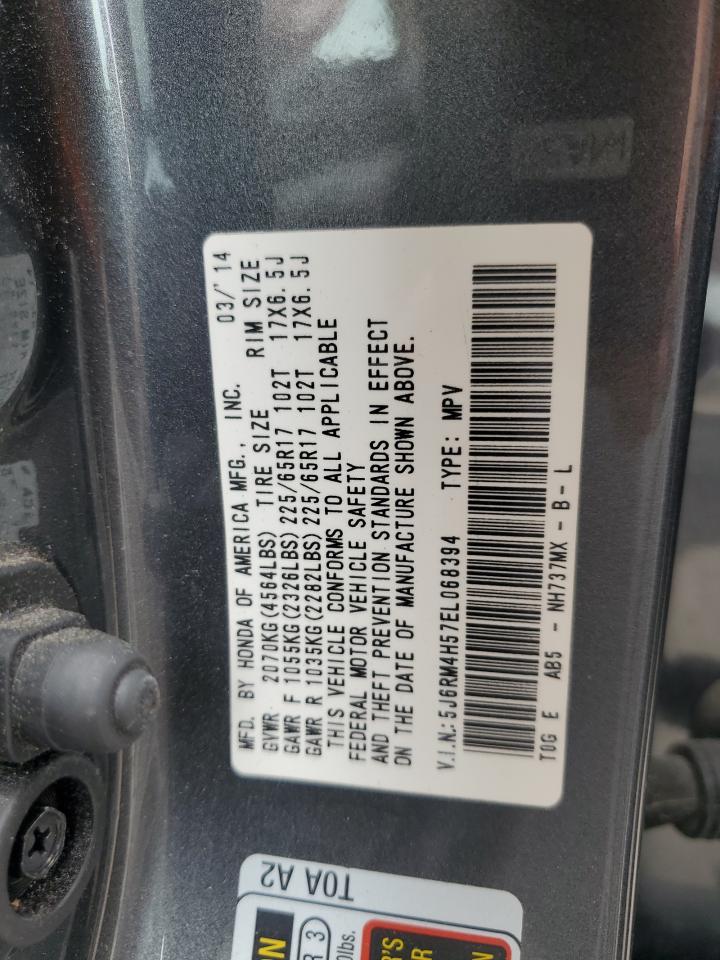 MFD. BY HONDA OF AMERICA MFG., INC. 03/'14
GVWR 2070KG(4564LBS) TIRE SIZE RIM SIZE
GAWR F 1055KG(2326LBS) 225/65R17 102T 17X6.5J
GAWR R 1035KG(2282LBS) 225/65R17 102T 17X6.5J
THIS VEHICLE CONFORMS TO ALL APPLICABLE
FEDERAL MOTOR VEHICLE SAFETY
AND THEFT PREVENTION STANDARDS IN EFFECT
ON THE DATE OF MANUFACTURE SHOWN ABOVE.
V.I.N.: 5J6RM4H57EL068394 TYPE: MPV
T0G E AB5 - NH737MX - B - L
T0A A2